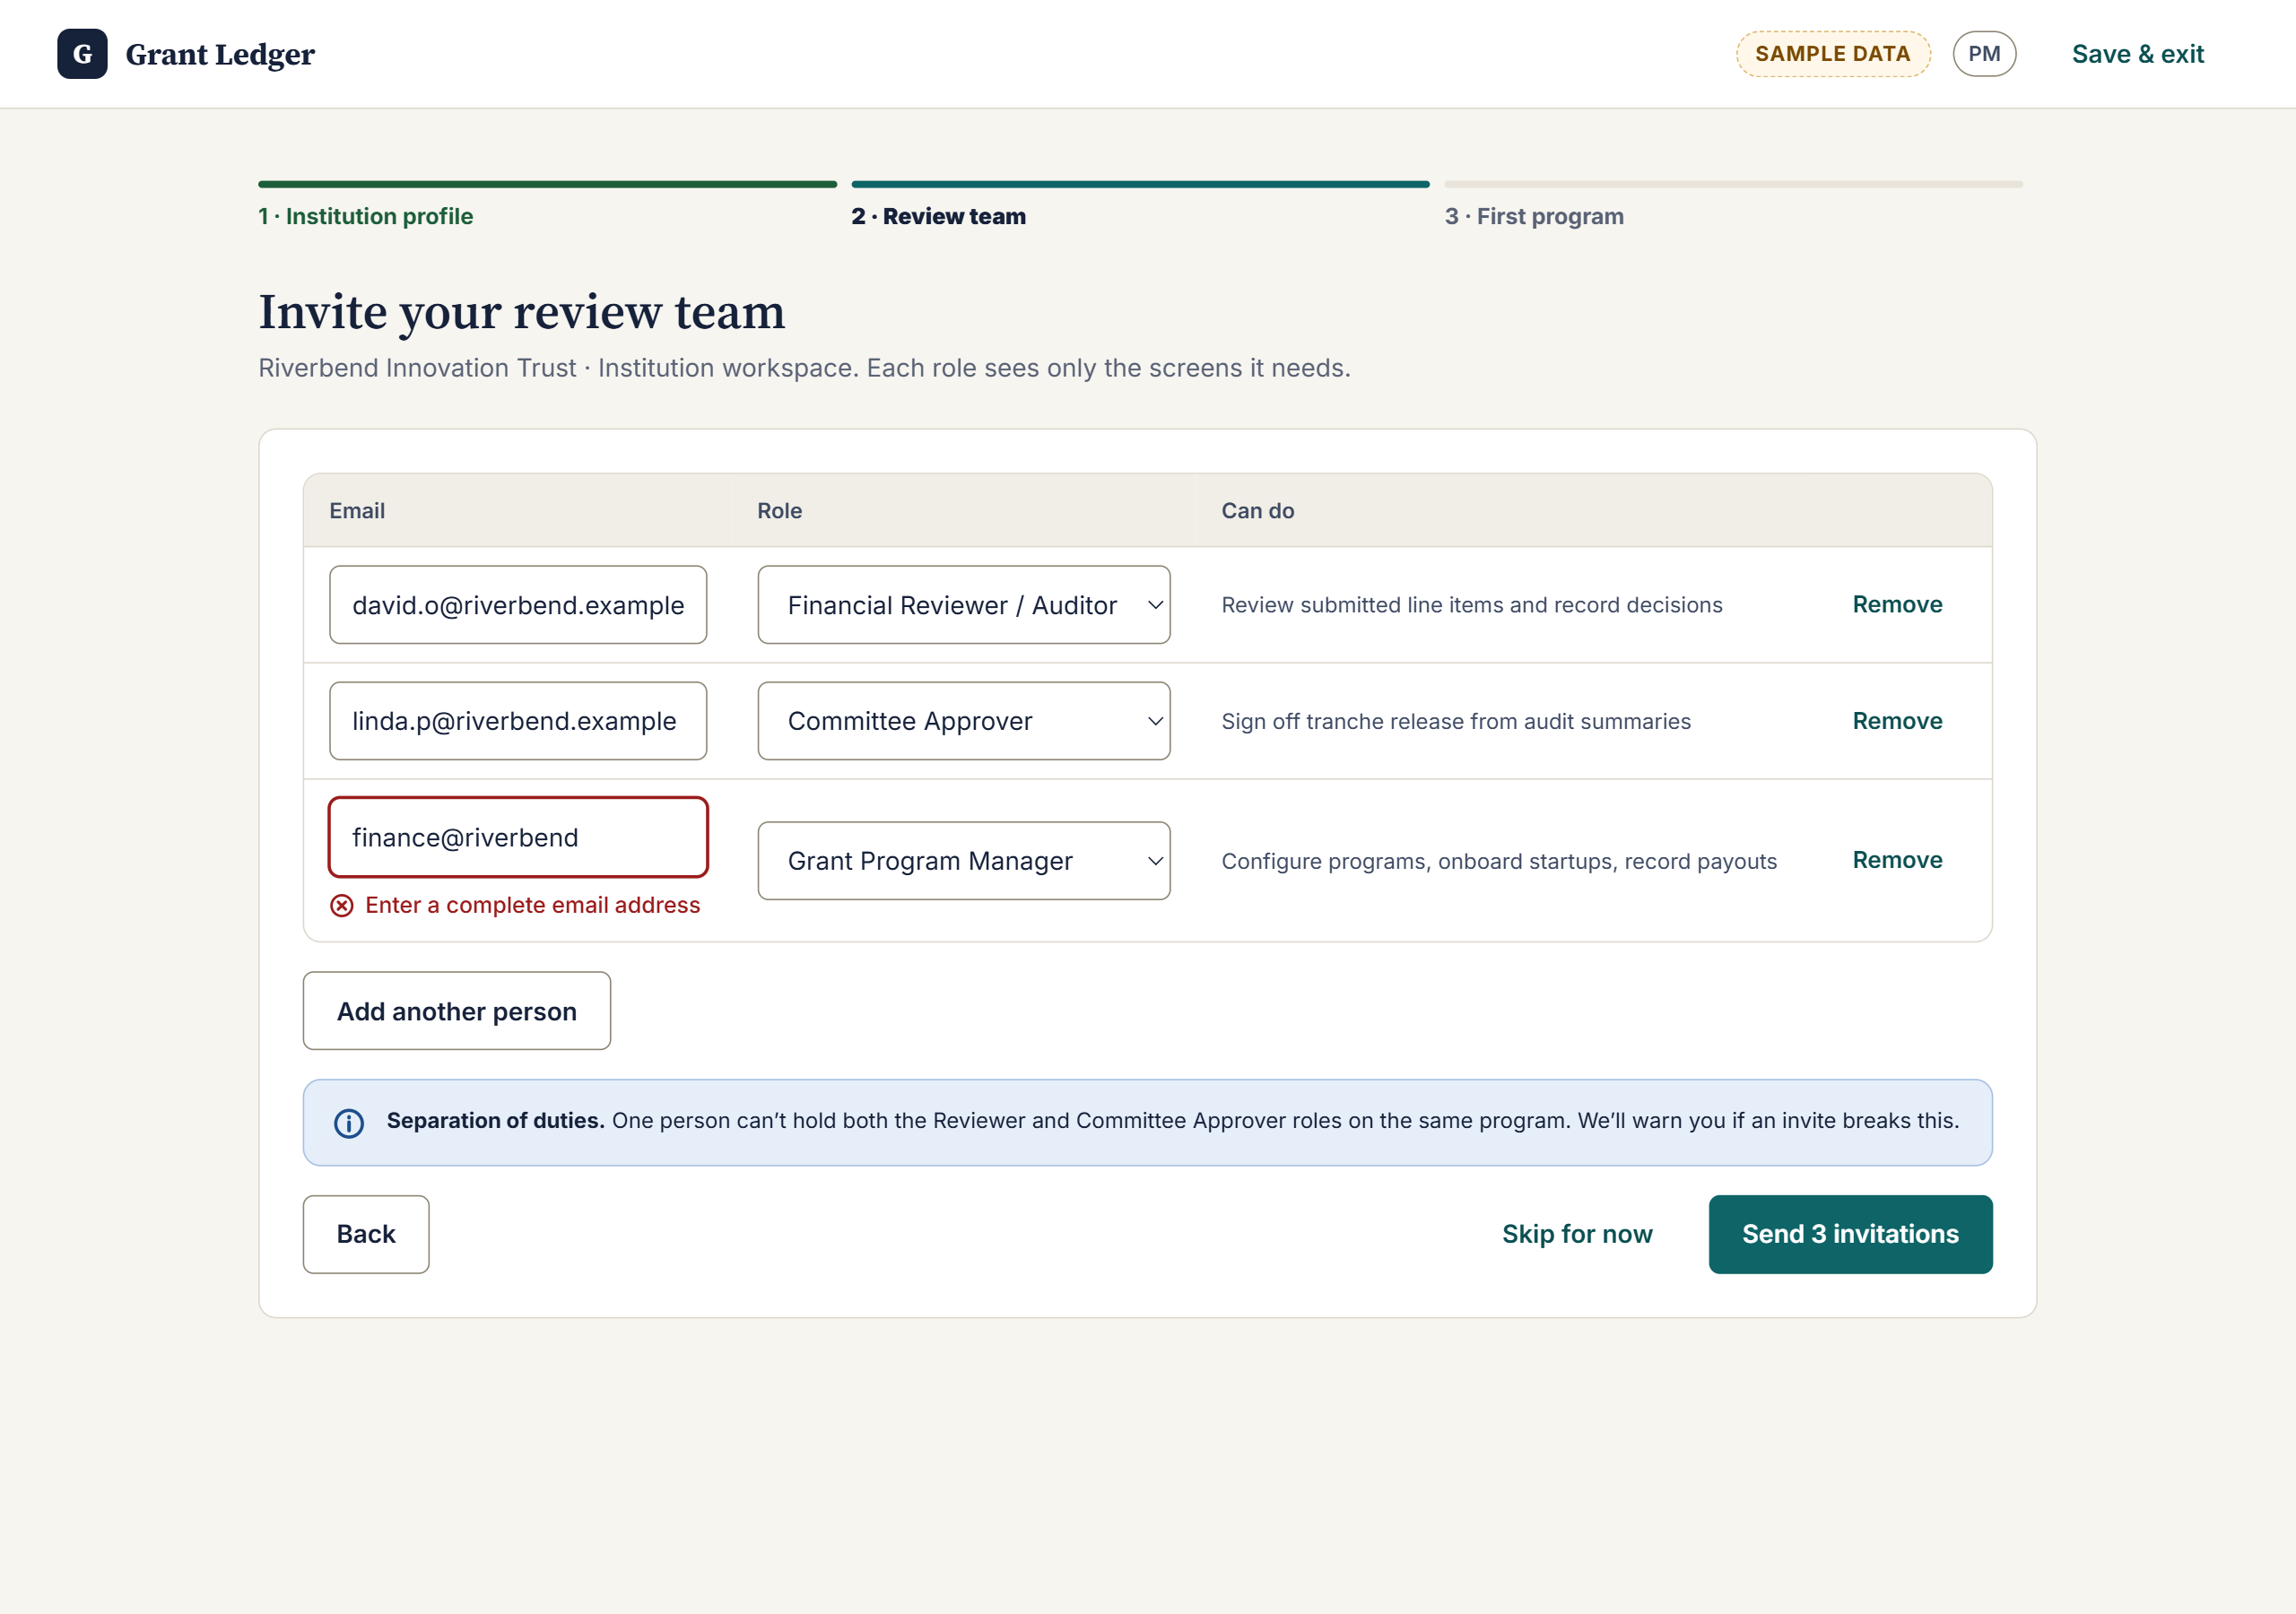 G
Grant Ledger
SAMPLE DATA
PM
Save & exit
1 · Institution profile
2 · Review team
3 · First program
Invite your review team
Riverbend Innovation Trust · Institution workspace. Each role sees only the screens it needs.
Email
Role
Can do
david.o@riverbend.example
Financial Reviewer / Auditor
Review submitted line items and record decisions
Remove
linda.p@riverbend.example
Committee Approver
Sign off tranche release from audit summaries
Remove
finance@riverbend
Enter a complete email address
Grant Program Manager
Configure programs, onboard startups, record payouts
Remove
Add another person
Separation of duties. One person can’t hold both the Reviewer and Committee Approver roles on the same program. We’ll warn you if an invite breaks this.
Back
Skip for now
Send 3 invitations